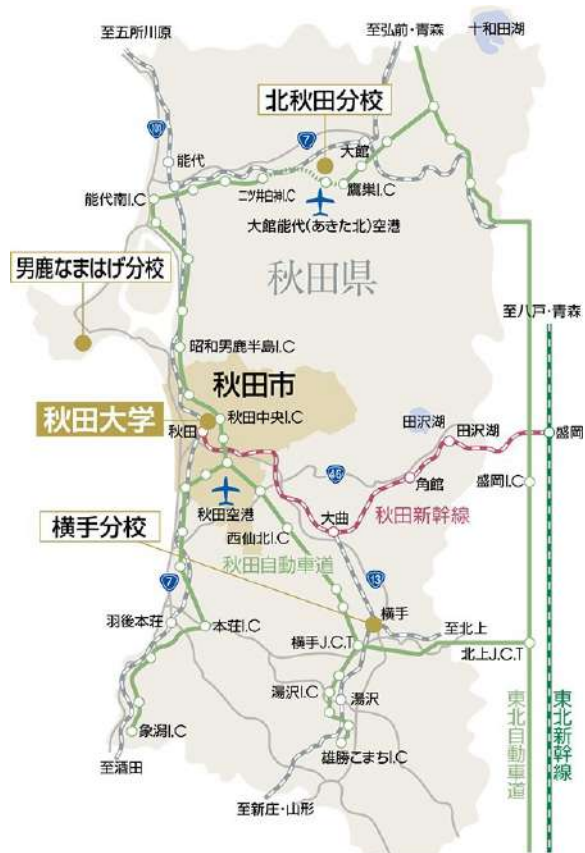 至五所川原
至弘前・青森
十和田湖
北秋田分校
101
7
大館
能代
能代南I.C
二ツ井白神I.C
鷹巣I.C
大館能代(あきた北)空港
男鹿なまはげ分校
秋田県
至八戸・青森
昭和男鹿半島I.C
秋田市
秋田大学
秋田
秋田中央I.C
田沢湖
田沢湖
盛岡
46
角館
盛岡I.C
秋田空港
大曲
秋田新幹線
横手分校
西仙北I.C
秋田自動車道
7
13
羽後本荘
本荘I.C
横手
至北上
横手J.C.T
北上J.C.T
湯沢I.C
湯沢
東北自動車道
東北新幹線
象潟I.C
雄勝こまちI.C
至酒田
至新庄・山形